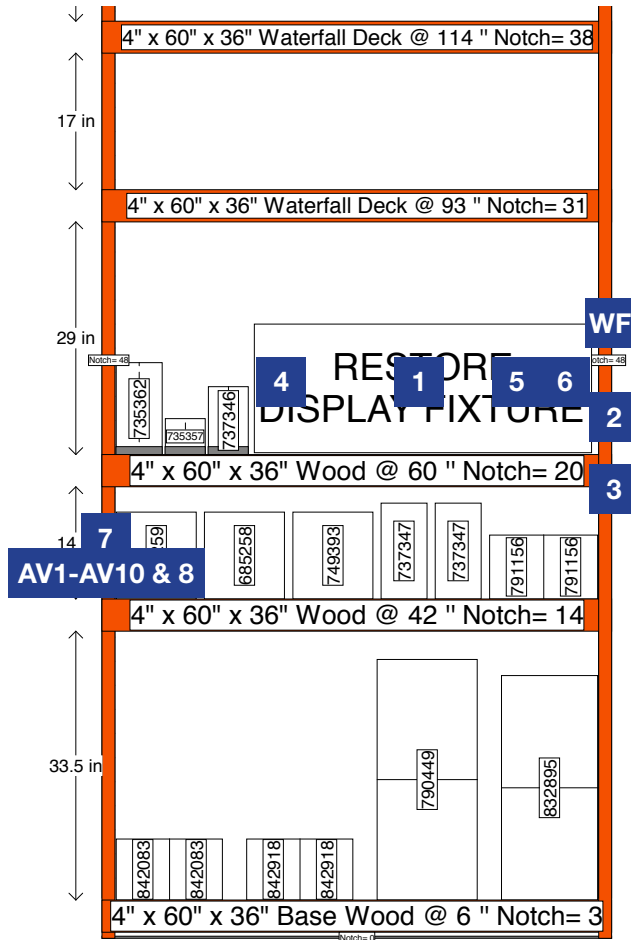 4" x 60" x 36" Waterfall Deck @ 114 " Notch= 38
17 in
4" x 60" x 36" Waterfall Deck @ 93 " Notch= 31
29 in
WF
Notch= 48
otch= 48
735362
735357
737346
RESTORE
DISPLAY FIXTURE
4
1
5
6
2
4" x 60" x 36" Wood @ 60 " Notch= 20
3
14
7
259
685258
749393
737347
737347
791156
791156
AV1-AV10 & 8
4" x 60" x 36" Wood @ 42 " Notch= 14
33.5 in
790449
832895
842083
842083
842918
842918
4" x 60" x 36" Base Wood @ 6 " Notch= 3
Notch= 0